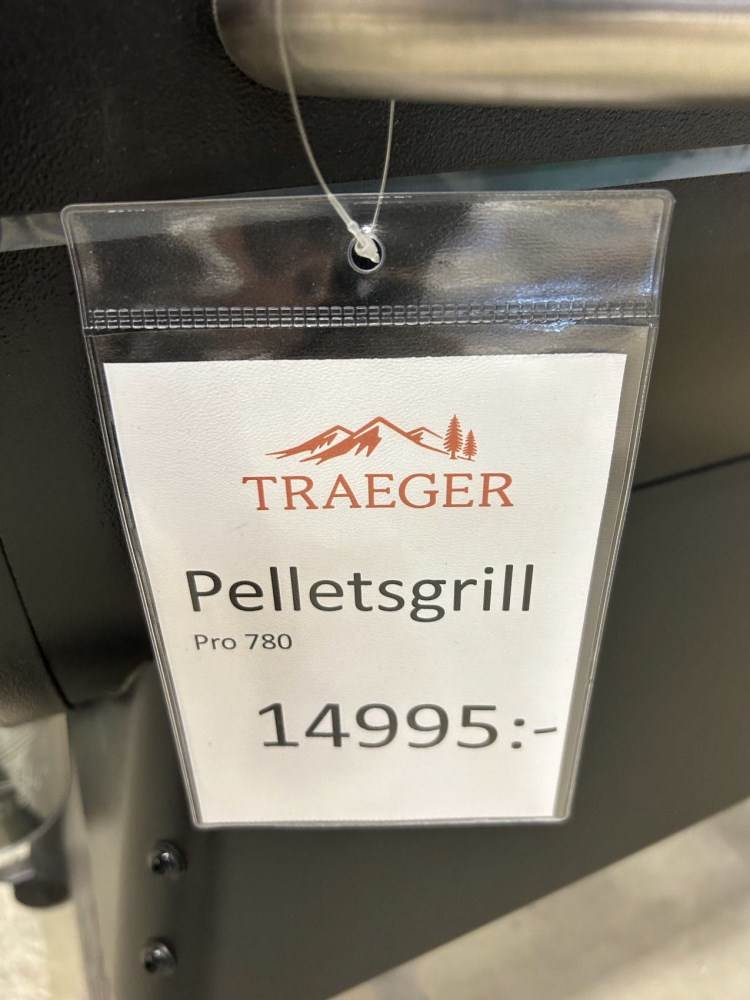 TRAEGER
Pelletsgrill
Pro 780
14995:-